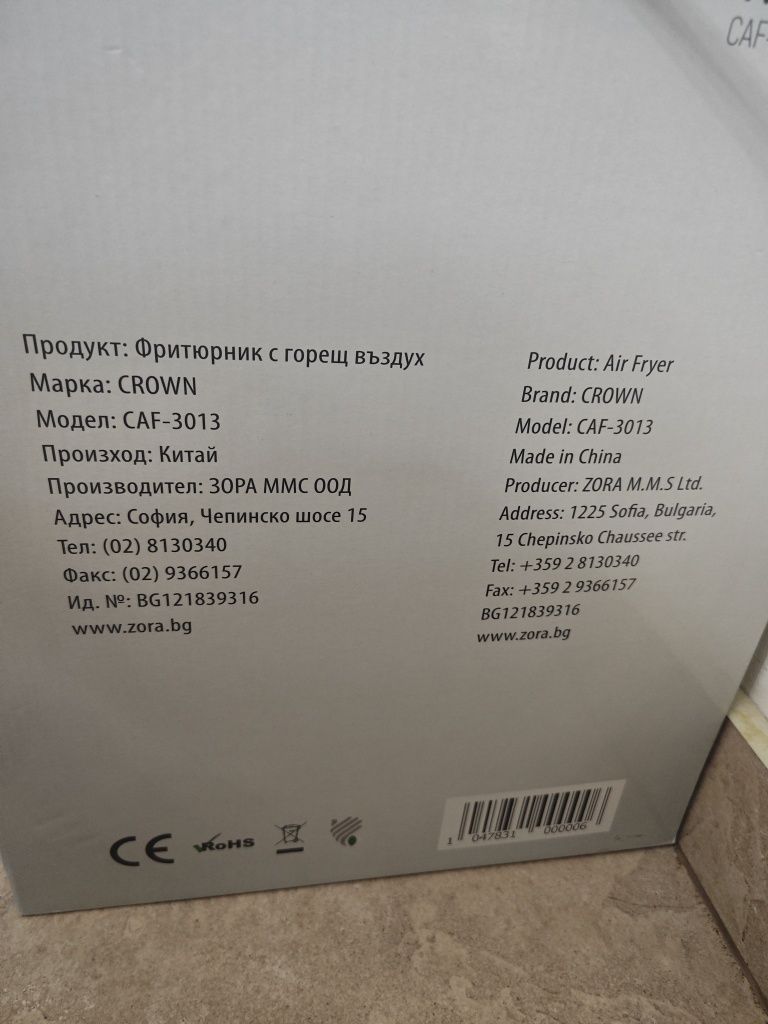 CAF-
Продукт: Фритюрник с горещ въздух
Марка: CROWN
Модел: CAF-3013
Произход: Китай
Производител: ЗОРА ММС ООД
Адрес: София, Чепинско шосе 15
Тел: (02) 8130340
Факс: (02) 9366157
Ид. №: BG121839316
www.zora.bg
Product: Air Fryer
Brand: CROWN
Model: CAF-3013
Made in China
Producer: ZORA M.M.S Ltd.
Address: 1225 Sofia, Bulgaria,
15 Chepinsko Chaussee str.
Tel: +359 2 8130340
Fax: +359 2 9366157
BG121839316
www.zora.bg
CE
RoHS
1 047831 000006